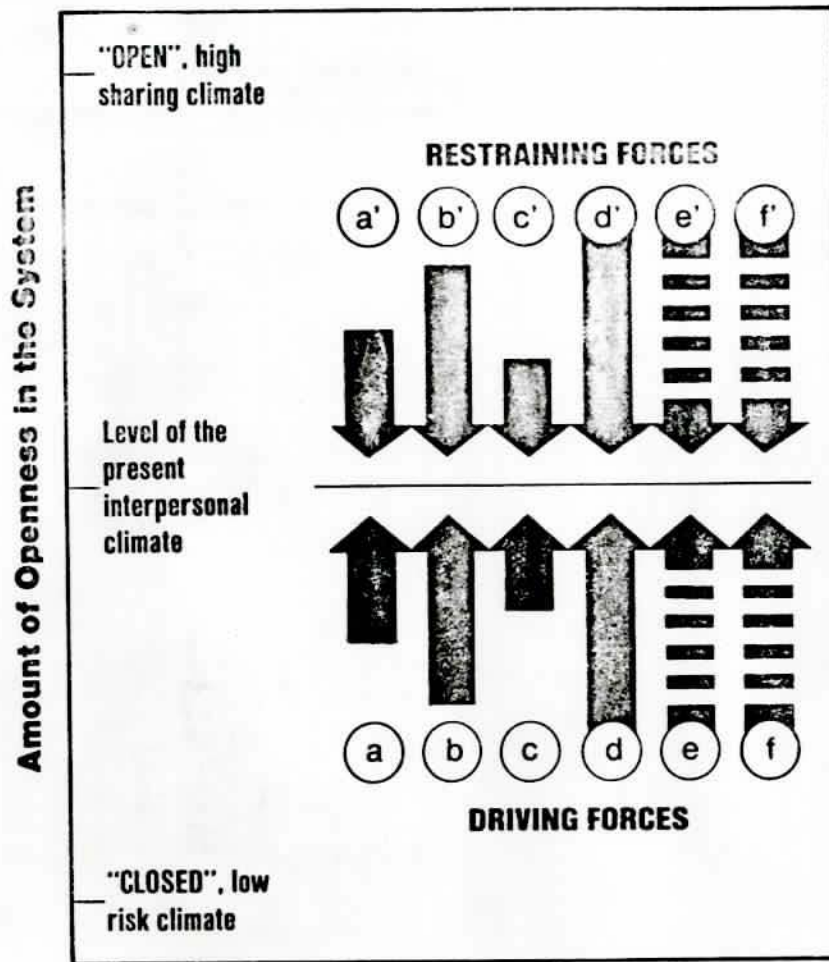 "OPEN", high
sharing climate
RESTRAINING FORCES
a' b' c' d' e' f'
Amount of Openness in the System
Level of the
present
interpersonal
climate
a b c d e f
DRIVING FORCES
"CLOSED", low
risk climate